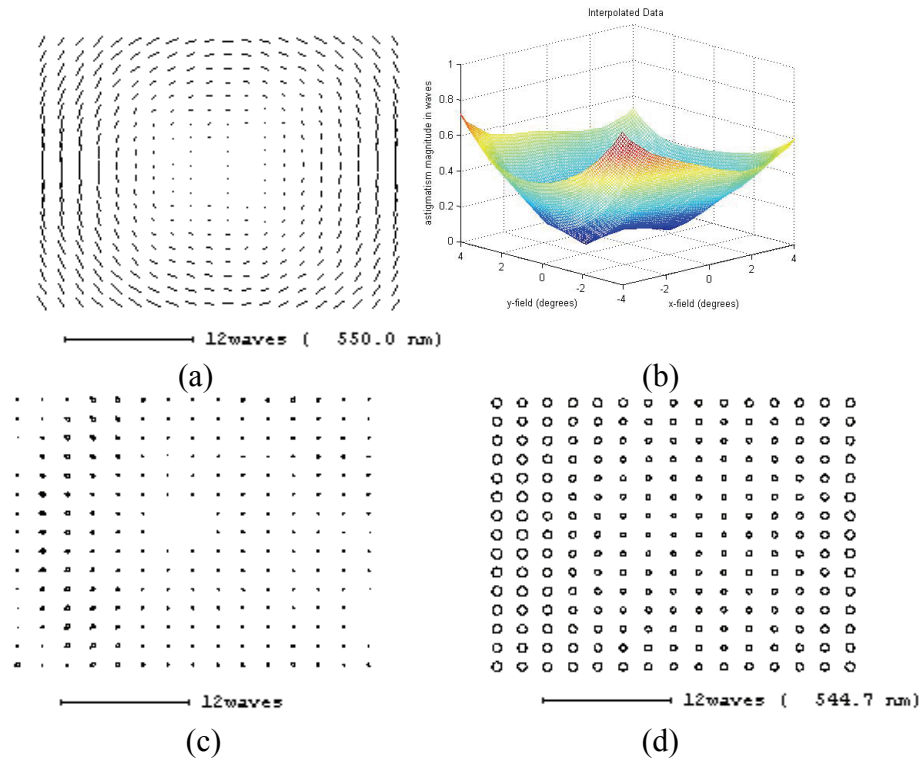 Interpolated Data
astigmatism magnitude in waves
1
0.8
0.6
0.4
0.2
0
4
2
0
-2
-4
y-field (degrees)
-4
-2
0
2
4
x-field (degrees)
12waves ( 550.0 nm)
(a)
(b)
12waves
12waves ( 544.7 nm)
(c)
(d)